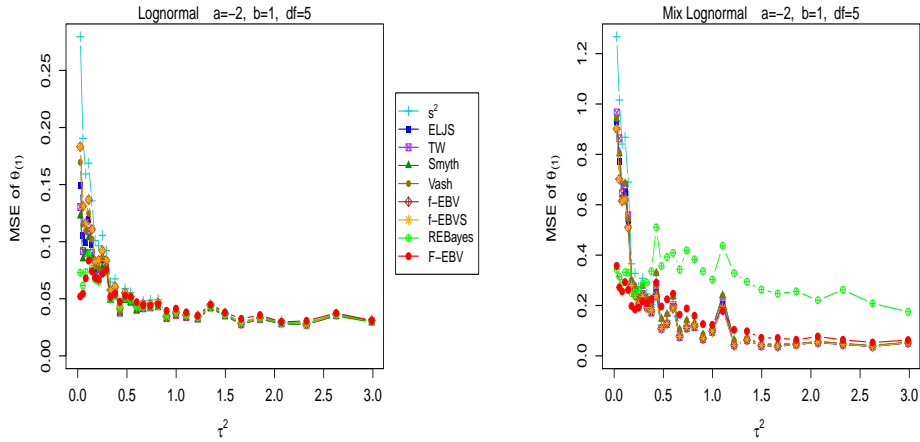 Lognormal a=−2, b=1, df=5
MSE of θ(1)
0.25
0.20
0.15
0.10
0.05
0.00
0.0 0.5 1.0 1.5 2.0 2.5 3.0
τ²
s²
ELJS
TW
Smyth
Vash
f−EBV
f−EBVS
REBayes
F−EBV
Mix Lognormal a=−2, b=1, df=5
MSE of θ(1)
1.2
1.0
0.8
0.6
0.4
0.2
0.0
0.0 0.5 1.0 1.5 2.0 2.5 3.0
τ²